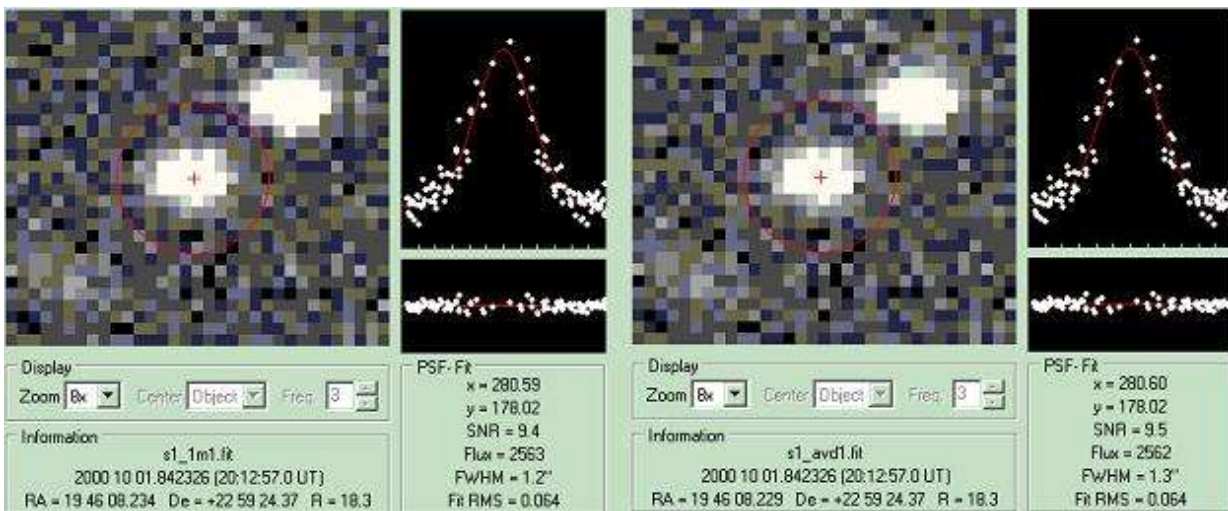 Display
Zoom 8x Center Object Freq. 3
Information
s1_1m1.fit
2000 10 01.842326 (20:12:57.0 UT)
RA = 19 46 08.234 De = +22 59 24.37 R = 18.3
PSF-Fit
x = 280.59
y = 178.02
SNR = 9.4
Flux = 2563
FWHM = 1.2"
Fit RMS = 0.064
Display
Zoom 8x Center Object Freq. 3
Information
s1_avd1.fit
2000 10 01.842326 (20:12:57.0 UT)
RA = 19 46 08.229 De = +22 59 24.37 R = 18.3
PSF-Fit
x = 280.60
y = 178.02
SNR = 9.5
Flux = 2562
FWHM = 1.3"
Fit RMS = 0.064